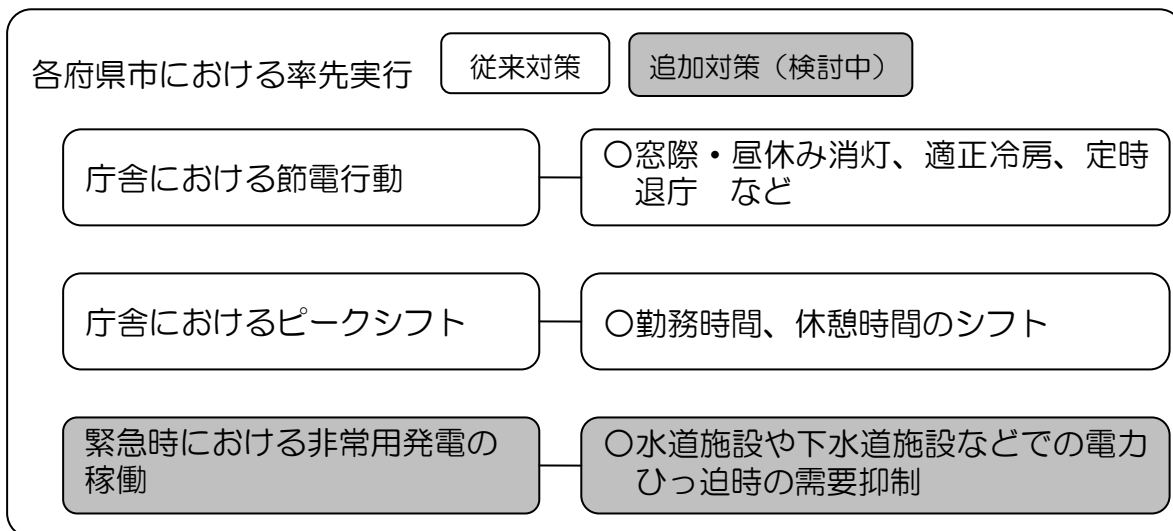 各府県市における率先実行 従来対策 追加対策（検討中）
庁舎における節電行動
〇窓際・昼休み消灯、適正冷房、定時
退庁　など
庁舎におけるピークシフト
〇勤務時間、休憩時間のシフト
緊急時における非常用発電の
稼働
〇水道施設や下水道施設などでの電力
ひっ迫時の需要抑制